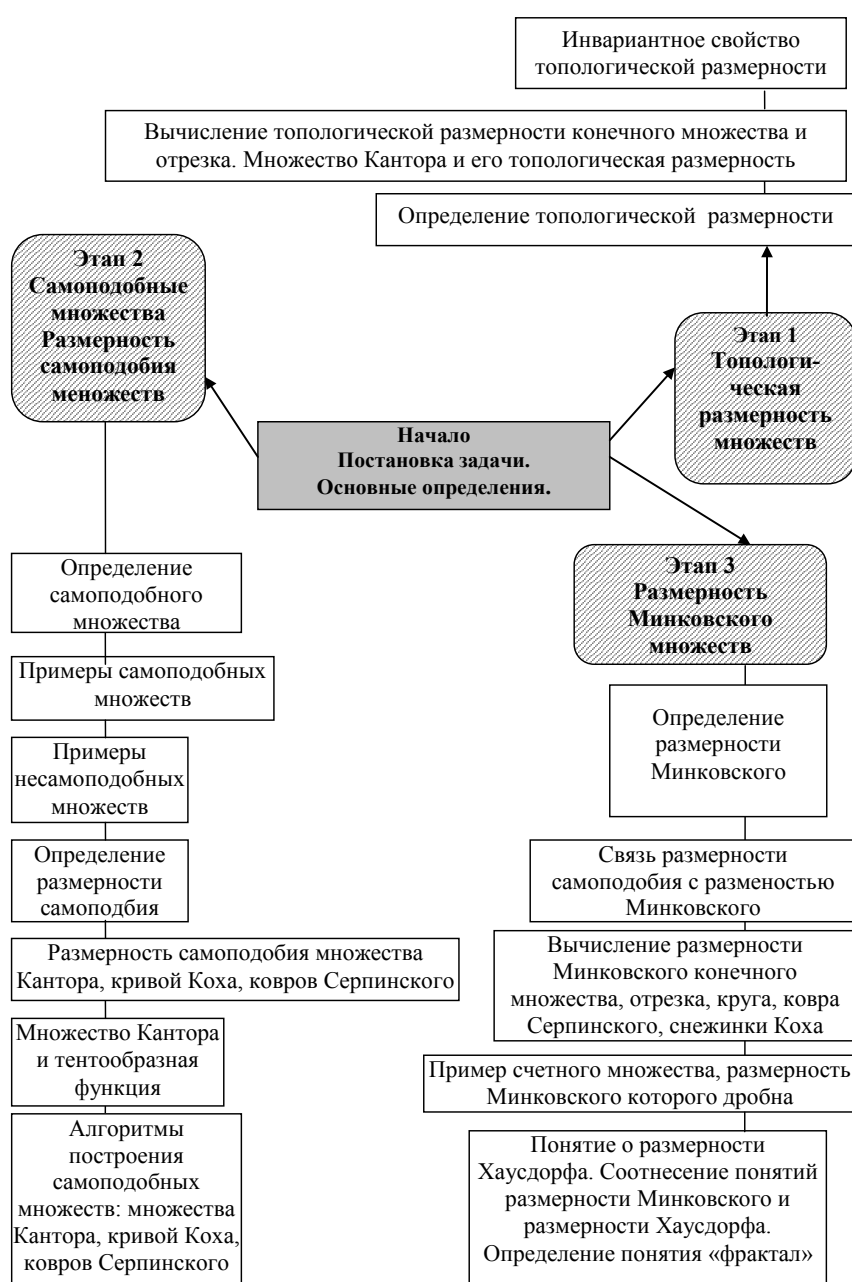 Инвариантное свойство
топологической размерности
Вычисление топологической размерности конечного множества и
отрезка. Множество Кантора и его топологическая размерность
Определение топологической размерности
Этап 2
Самоподобные
множества
Размерность
самоподобия
меножеств
Этап 1
Топологи-
ческая
размерность
множеств
Начало
Постановка задачи.
Основные определения.
Определение
самоподобного
множества
Примеры самоподобных
множеств
Примеры
несамоподобных
множеств
Определение
размерности
самоподбия
Размерность самоподобия множества
Кантора, кривой Коха, ковров Серпинского
Множество Кантора
и тентообразная
функция
Алгоритмы
построения
самоподобных
множеств: множества
Кантора, кривой Коха,
ковров Серпинского
Этап 3
Размерность
Минковского
множеств
Определение
размерности
Минковского
Связь размерности
самоподобия с разменостью
Минковского
Вычисление размерности
Минковского конечного
множества, отрезка, круга, ковра
Серпинского, снежинки Коха
Пример счетного множества, размерность
Минковского которого дробна
Понятие о размерности
Хаусдорфа. Соотнесение понятий
размерности Минковского и
размерности Хаусдорфа.
Определение понятия «фрактал»